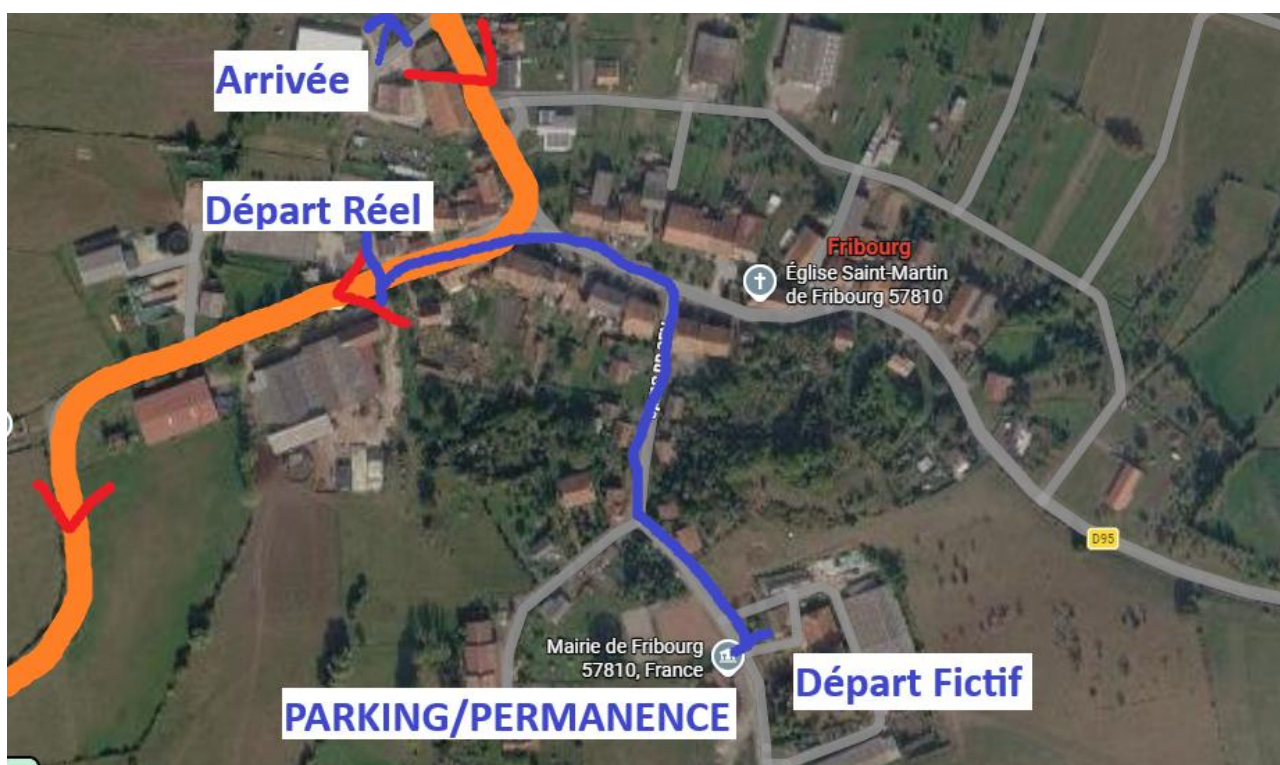 Arrivée
Départ Réel
Fribourg
Église Saint-Martin
de Fribourg 57810
D95
Mairie de Fribourg
57810, France
Départ Fictif
PARKING/PERMANENCE